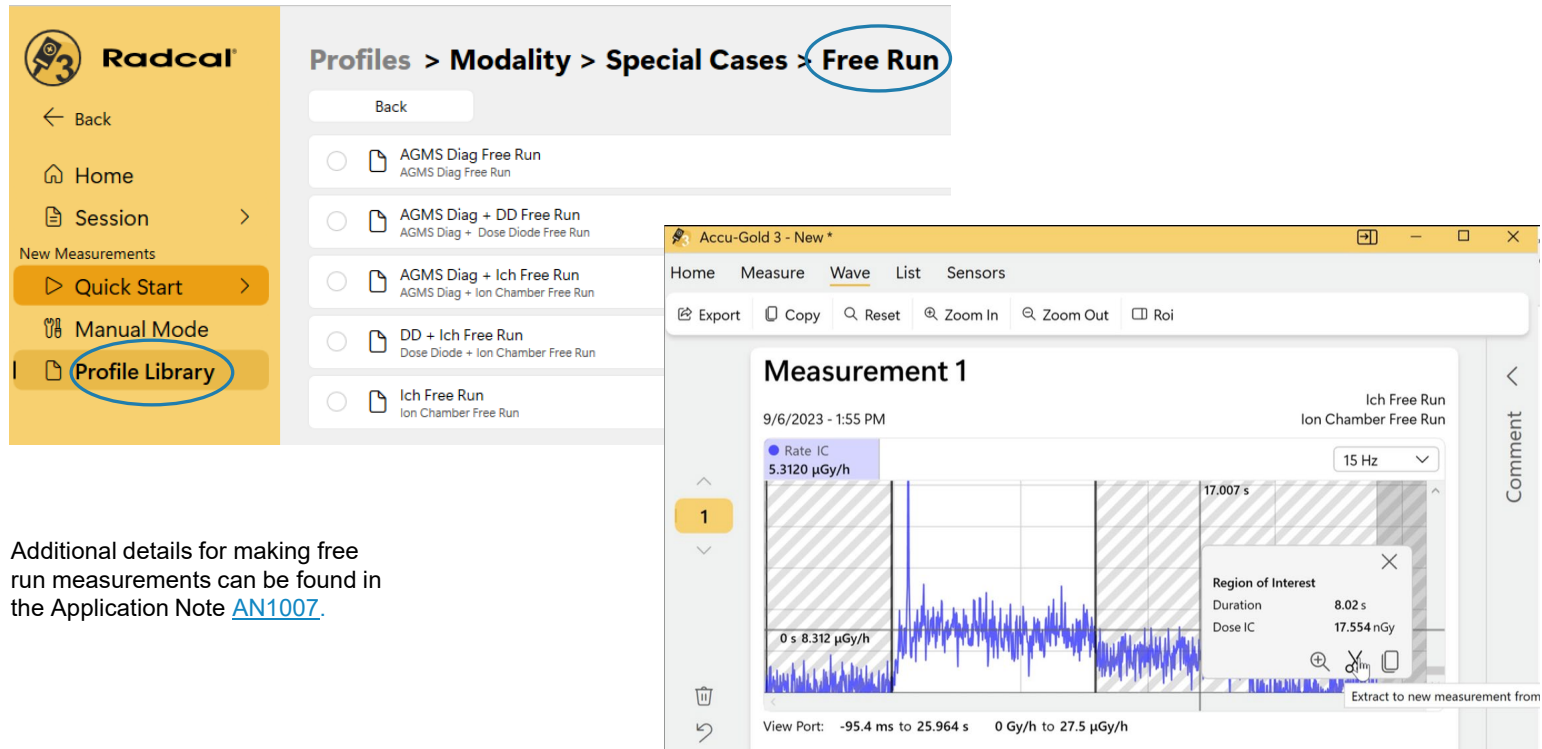 3
Radcal
Profiles > Modality > Special Cases > Free Run
Back
Back
Home
Session
New Measurements
Quick Start
Manual Mode
Profile Library
AGMS Diag Free Run
AGMS Diag Free Run
AGMS Diag + DD Free Run
AGMS Diag + Dose Diode Free Run
AGMS Diag + Ich Free Run
AGMS Diag + Ion Chamber Free Run
DD + Ich Free Run
Dose Diode + Ion Chamber Free Run
Ich Free Run
Ion Chamber Free Run
Additional details for making free
run measurements can be found in
the Application Note AN1007.
Accu-Gold 3 - New *
Home Measure Wave List Sensors
Export Copy Reset Zoom In Zoom Out Roi
Measurement 1
Ich Free Run
9/6/2023 - 1:55 PM
Ion Chamber Free Run
Rate IC
5.3120 µGy/h
15 Hz
Comment
1
17.007 s
0 s 8.312 µGy/h
Region of Interest
Duration 8.02 s
Dose IC 17.554 nGy
Extract to new measurement from
View Port: -95.4 ms to 25.964 s 0 Gy/h to 27.5 µGy/h